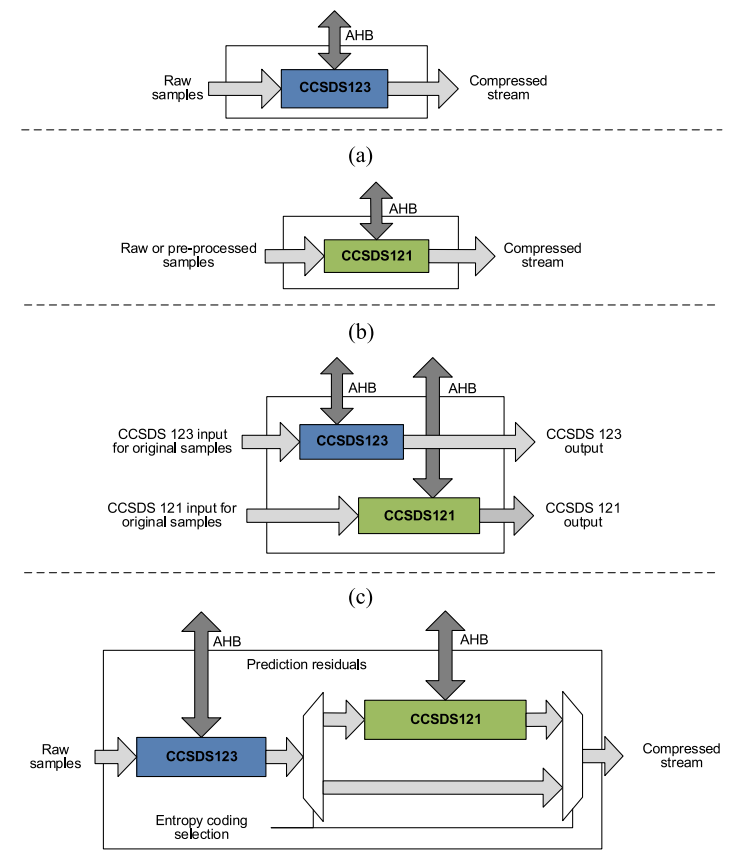 AHB
Raw
samples
CCSDS123
Compressed
stream
(a)
AHB
Raw or pre-processed
samples
CCSDS121
Compressed
stream
(b)
AHB
AHB
CCSDS 123 input
for original samples
CCSDS123
CCSDS 123
output
CCSDS 121 input for
original samples
CCSDS121
CCSDS 121
output
(c)
AHB
AHB
Prediction residuals
CCSDS121
Raw
samples
CCSDS123
Compressed
stream
Entropy coding
selection